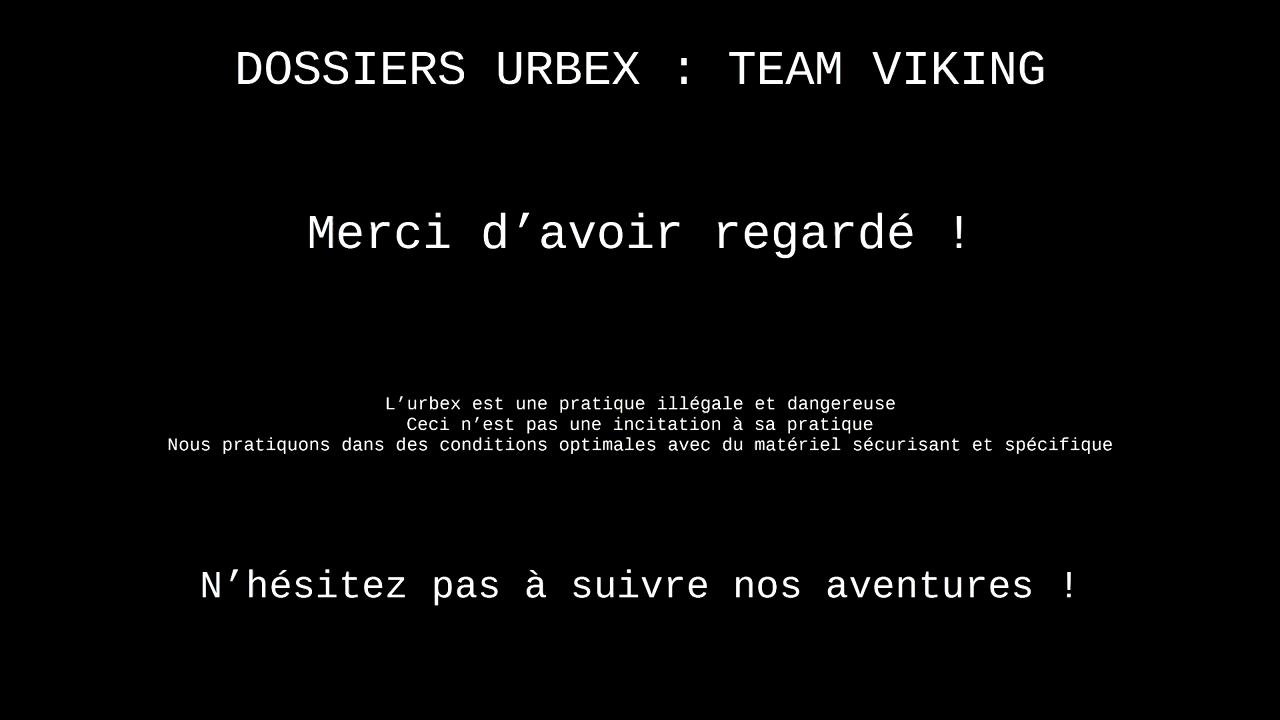 DOSSIERS URBEX : TEAM VIKING
Merci d’avoir regardé !
L’urbex est une pratique illégale et dangereuse
Ceci n’est pas une incitation à sa pratique
Nous pratiquons dans des conditions optimales avec du matériel sécurisant et spécifique
N’hésitez pas à suivre nos aventures !